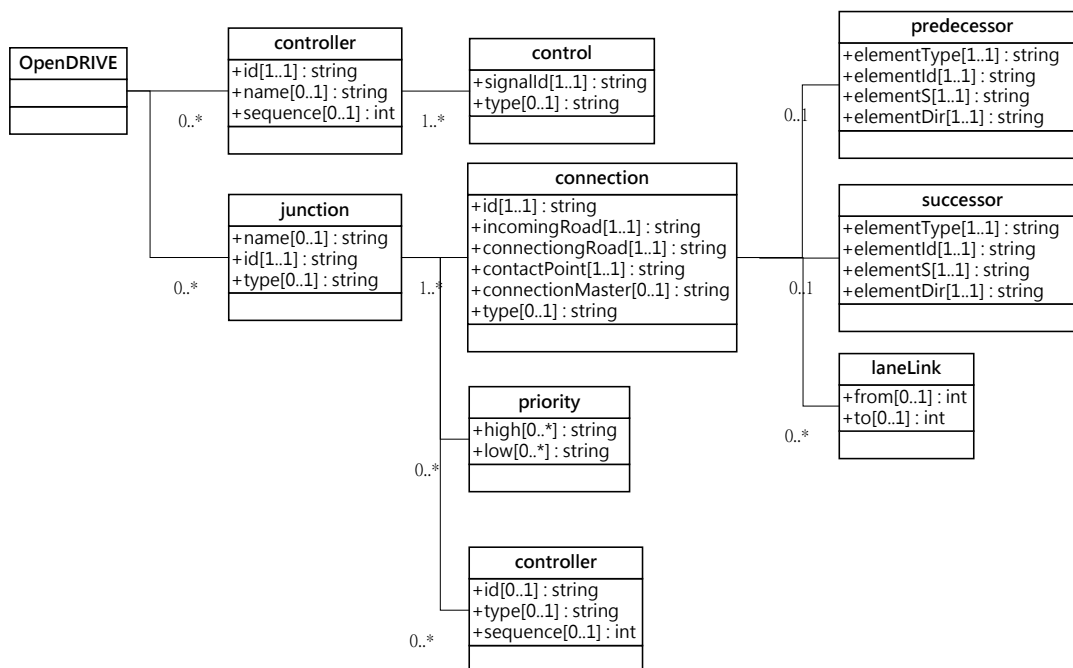 OpenDRIVE
controller
+id[1..1] : string
+name[0..1] : string
+sequence[0..1] : int
0..*
control
+signalId[1..1] : string
+type[0..1] : string
1..*
predecessor
+elementType[1..1] : string
+elementId[1..1] : string
+elementS[1..1] : string
+elementDir[1..1] : string
0..1
junction
+name[0..1] : string
+id[1..1] : string
+type[0..1] : string
0..*
connection
+id[1..1] : string
+incomingRoad[1..1] : string
+connectiongRoad[1..1] : string
+contactPoint[1..1] : string
+connectionMaster[0..1] : string
+type[0..1] : string
1..*
successor
+elementType[1..1] : string
+elementId[1..1] : string
+elementS[1..1] : string
+elementDir[1..1] : string
0..1
laneLink
+from[0..1] : int
+to[0..1] : int
0..*
priority
+high[0..*] : string
+low[0..*] : string
0..*
controller
+id[0..1] : string
+type[0..1] : string
+sequence[0..1] : int
0..*